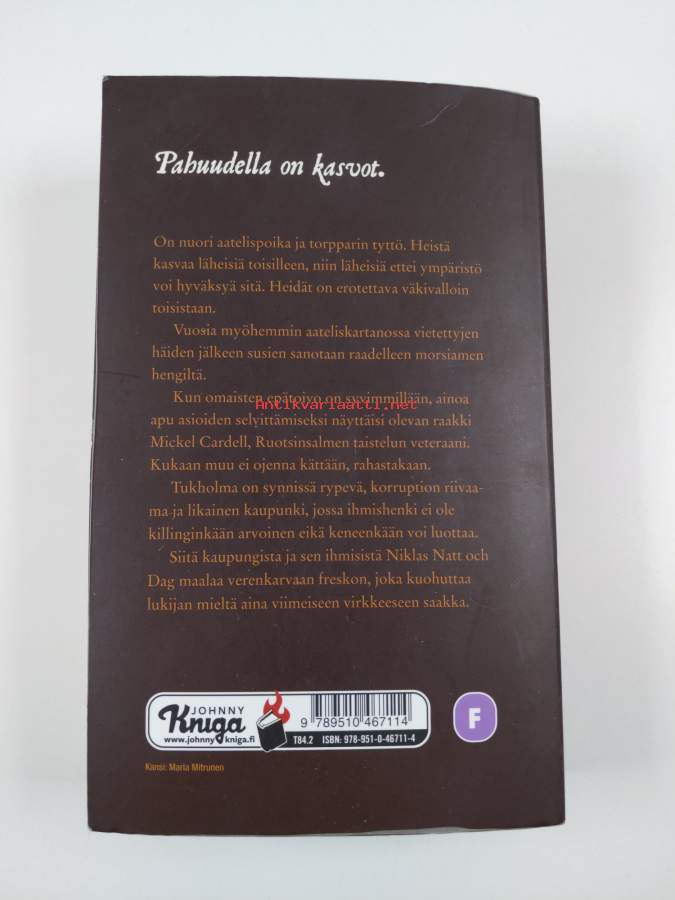 Pahuudella on kasvot.
On nuori aatelispoika ja torpparin tyttö. Heistä
kasvaa läheisiä toisilleen, niin läheisiä ettei ympäristö
voi hyväksyä sitä. Heidät on erotettava väkivalloin
toisistaan.
Vuosia myöhemmin aateliskartanossa vietettyjen
häiden jälkeen susien sanotaan raadelleen morsiamen
hengiltä.
Kun omaisten epätoivo on syvimmillään, ainoa
antikvariaatti.net
apu asioiden selvittämiseksi näyttäisi olevan raakki
Mickel Cardell, Ruotsinsalmen taistelun veteraani.
Kukaan muu ei ojenna kättään, rahastakaan.
Tukholma on synnissä rypevä, korruption riivaa-
ma ja likainen kaupunki, jossa ihmishenki ei ole
killinginkään arvoinen eikä keneenkään voi luottaa.
Siitä kaupungista ja sen ihmisistä Niklas Natt och
Dag maalaa verenkarvaan freskon, joka kuohuttaa
lukijan mieltä aina viimeiseen virkkeeseen saakka.
JOHNNY
Kniga
www.johnnykniga.fi
9 789510 467114
T84.2 ISBN: 978-951-0-46711-4
F
Kansi: Maria Mitrunen